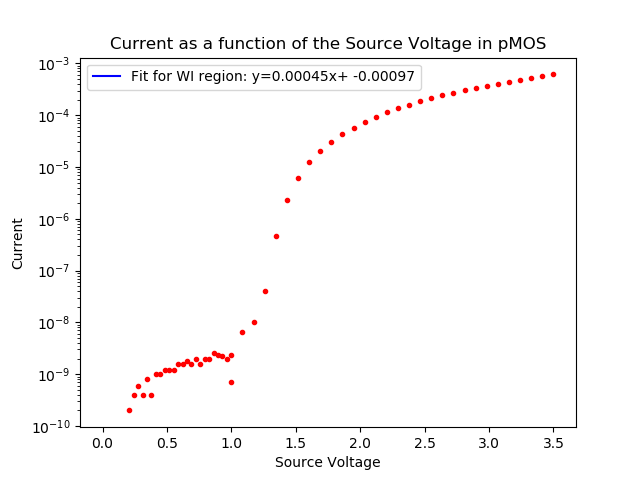 Current as a function of the Source Voltage in pMOS
Fit for WI region: y=0.00045x+ -0.00097
10⁻³
10⁻⁴
10⁻⁵
10⁻⁶
10⁻⁷
10⁻⁸
10⁻⁹
10⁻¹⁰
Current
0.0 0.5 1.0 1.5 2.0 2.5 3.0 3.5
Source Voltage